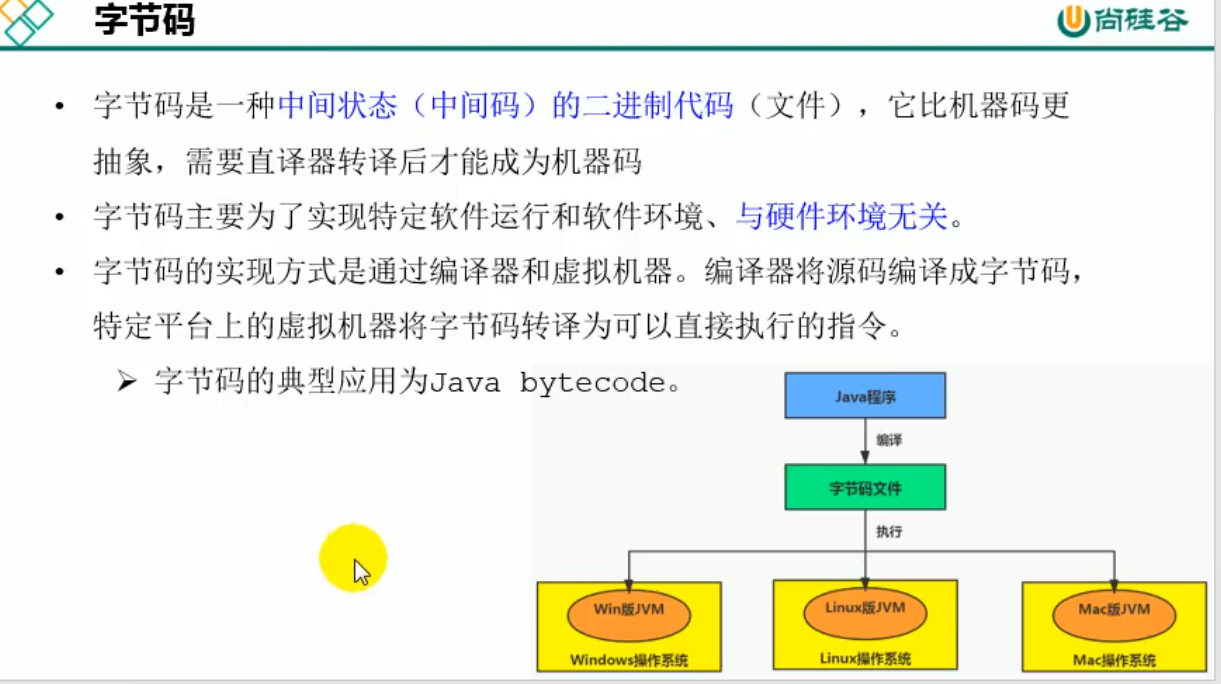 字节码
尚硅谷
• 字节码是一种中间状态（中间码）的二进制代码（文件），它比机器码更
抽象，需要直译器转译后才能成为机器码
• 字节码主要为了实现特定软件运行和软件环境、与硬件环境无关。
• 字节码的实现方式是通过编译器和虚拟机器。编译器将源码编译成字节码，
特定平台上的虚拟机器将字节码转译为可以直接执行的指令。
➢ 字节码的典型应用为Java bytecode。
Java程序
编译
字节码文件
执行
Win版JVM
Linux版JVM
Mac版JVM
Windows操作系统
Linux操作系统
Mac操作系统